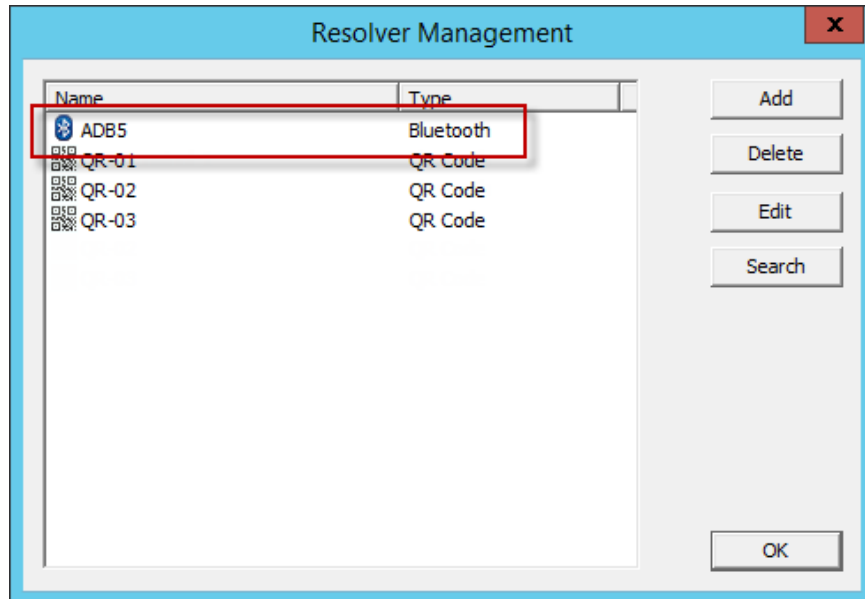 Resolver Management
x
Name Type
ADB5 Bluetooth
QR-01 QR Code
QR-02 QR Code
QR-03 QR Code
Add
Delete
Edit
Search
OK